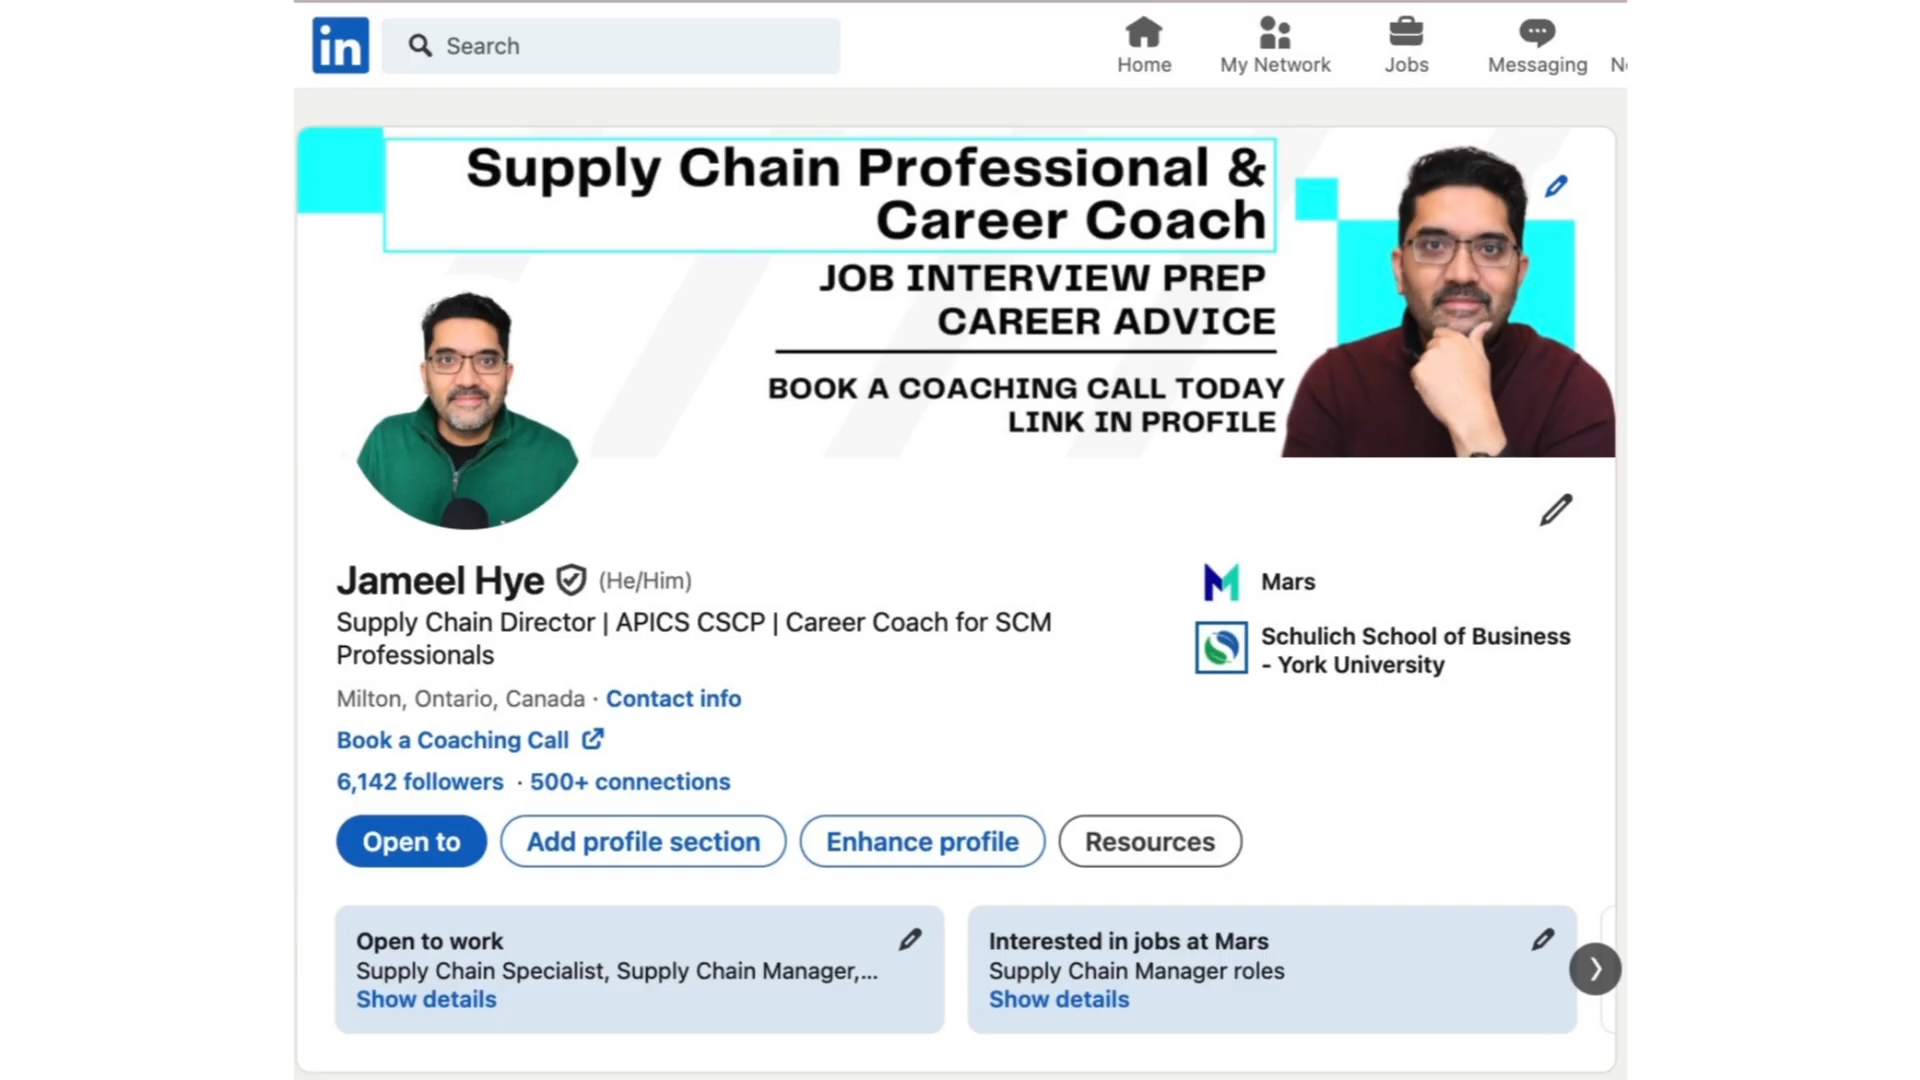 in
Search
Home
My Network
Jobs
Messaging
Supply Chain Professional &
Career Coach
JOB INTERVIEW PREP
CAREER ADVICE
BOOK A COACHING CALL TODAY
LINK IN PROFILE
Jameel Hye (He/Him)
Supply Chain Director | APICS CSCP | Career Coach for SCM
Professionals
Milton, Ontario, Canada · Contact info
Book a Coaching Call
6,142 followers · 500+ connections
Mars
Schulich School of Business
- York University
Open to
Add profile section
Enhance profile
Resources
Open to work
Supply Chain Specialist, Supply Chain Manager,...
Show details
Interested in jobs at Mars
Supply Chain Manager roles
Show details